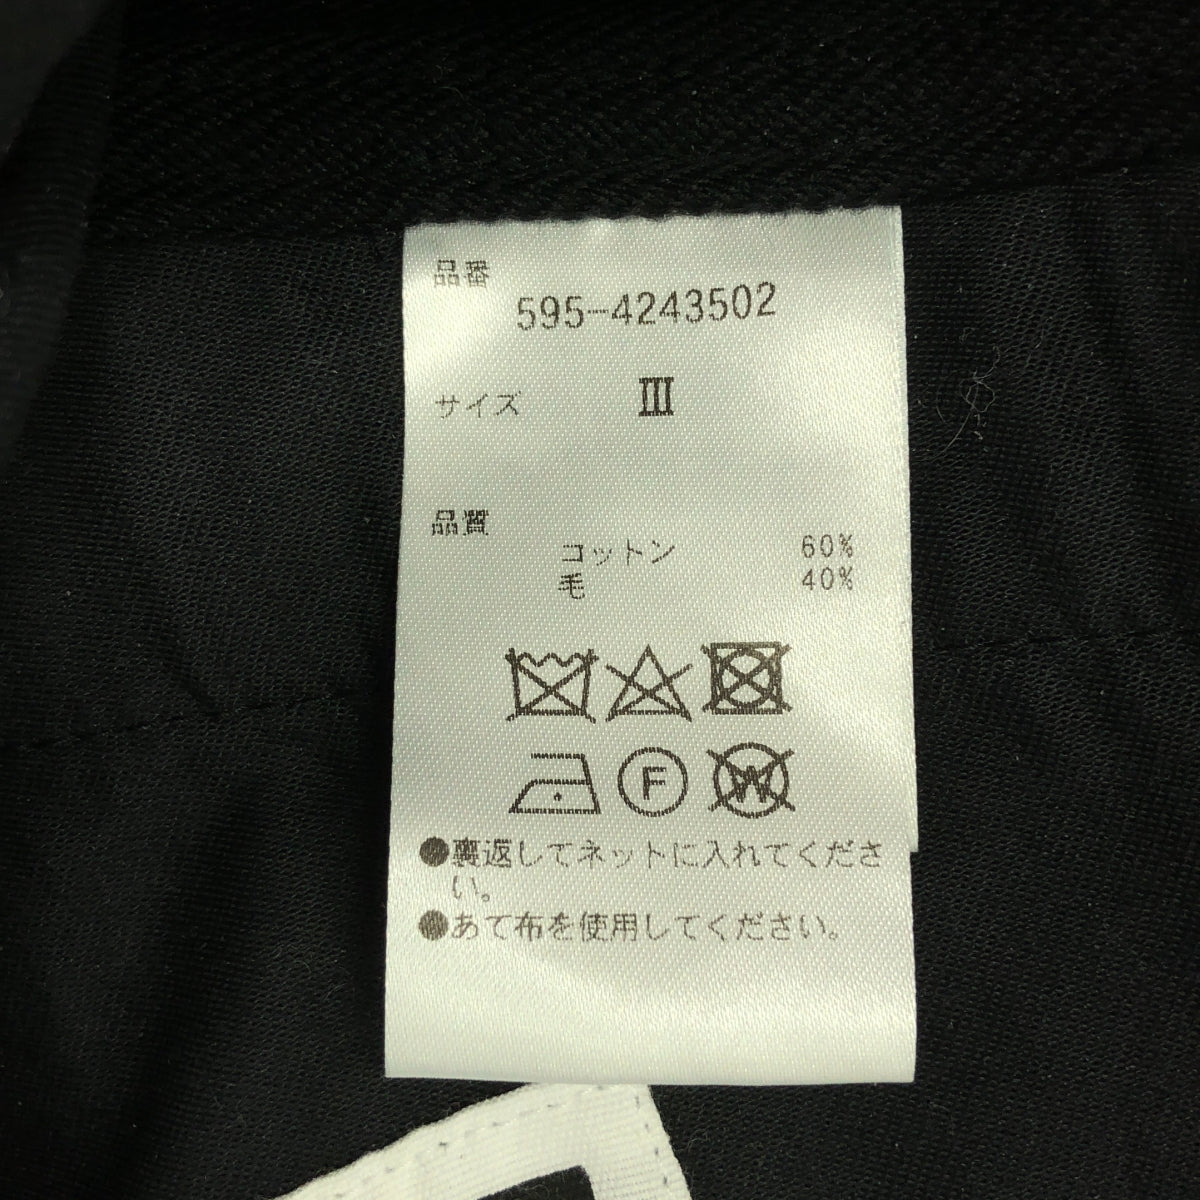 品番
595-4243502
サイズ Ⅲ
品質
コットン 60%
毛 40%
F W
●裏返してネットに入れてくださ
い。
●あて布を使用してください。